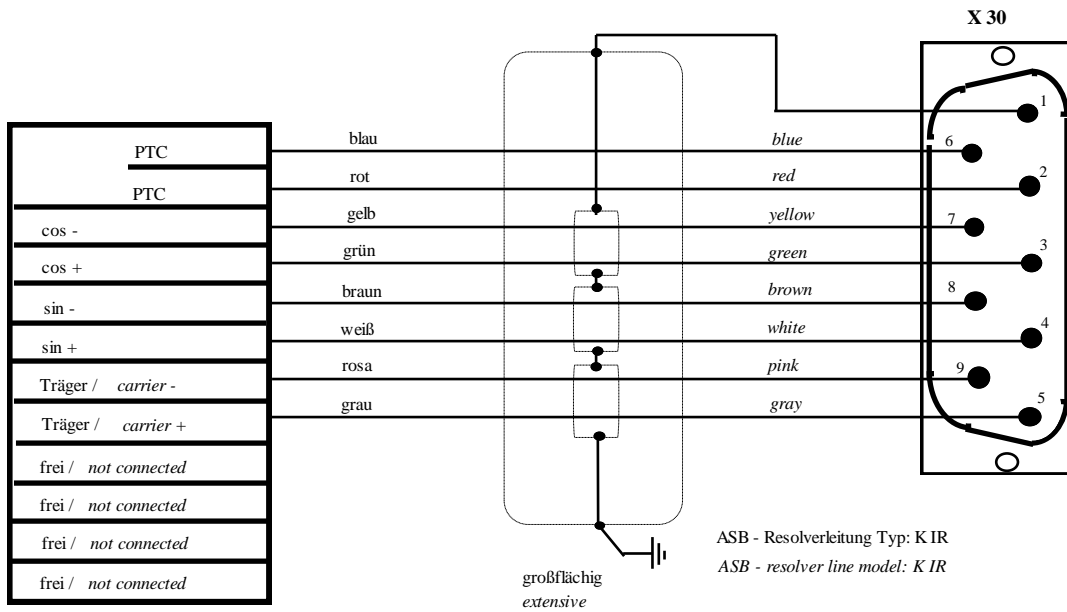 X 30
1
PTC blau blue 6
PTC rot red 2
cos - gelb yellow 7
cos + grün green 3
sin - braun brown 8
sin + weiß white 4
Träger / carrier - rosa pink 9
Träger / carrier + grau gray 5
frei / not connected
frei / not connected
frei / not connected
frei / not connected
großflächig
extensive
ASB - Resolverleitung Typ: K IR
ASB - resolver line model: K IR